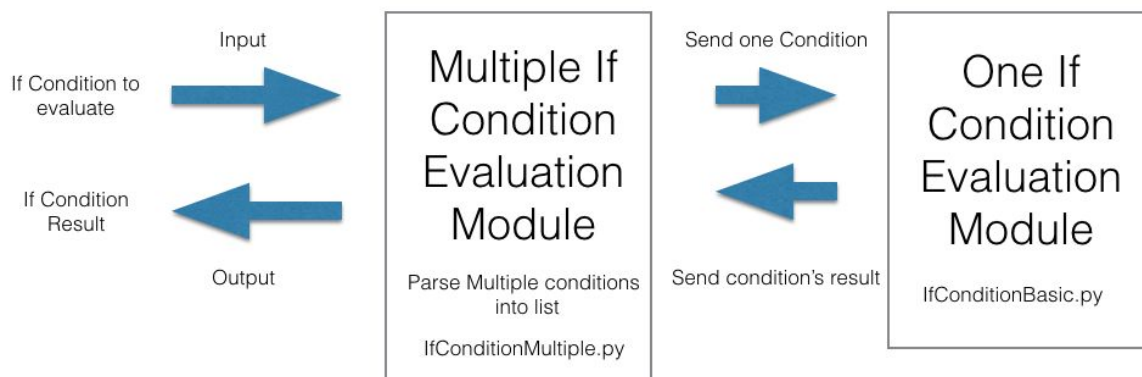 Input
If Condition to
evaluate
If Condition
Result
Output
Multiple If
Condition
Evaluation
Module
Parse Multiple conditions
into list
IfConditionMultiple.py
Send one Condition
Send condition's result
One If
Condition
Evaluation
Module
IfConditionBasic.py